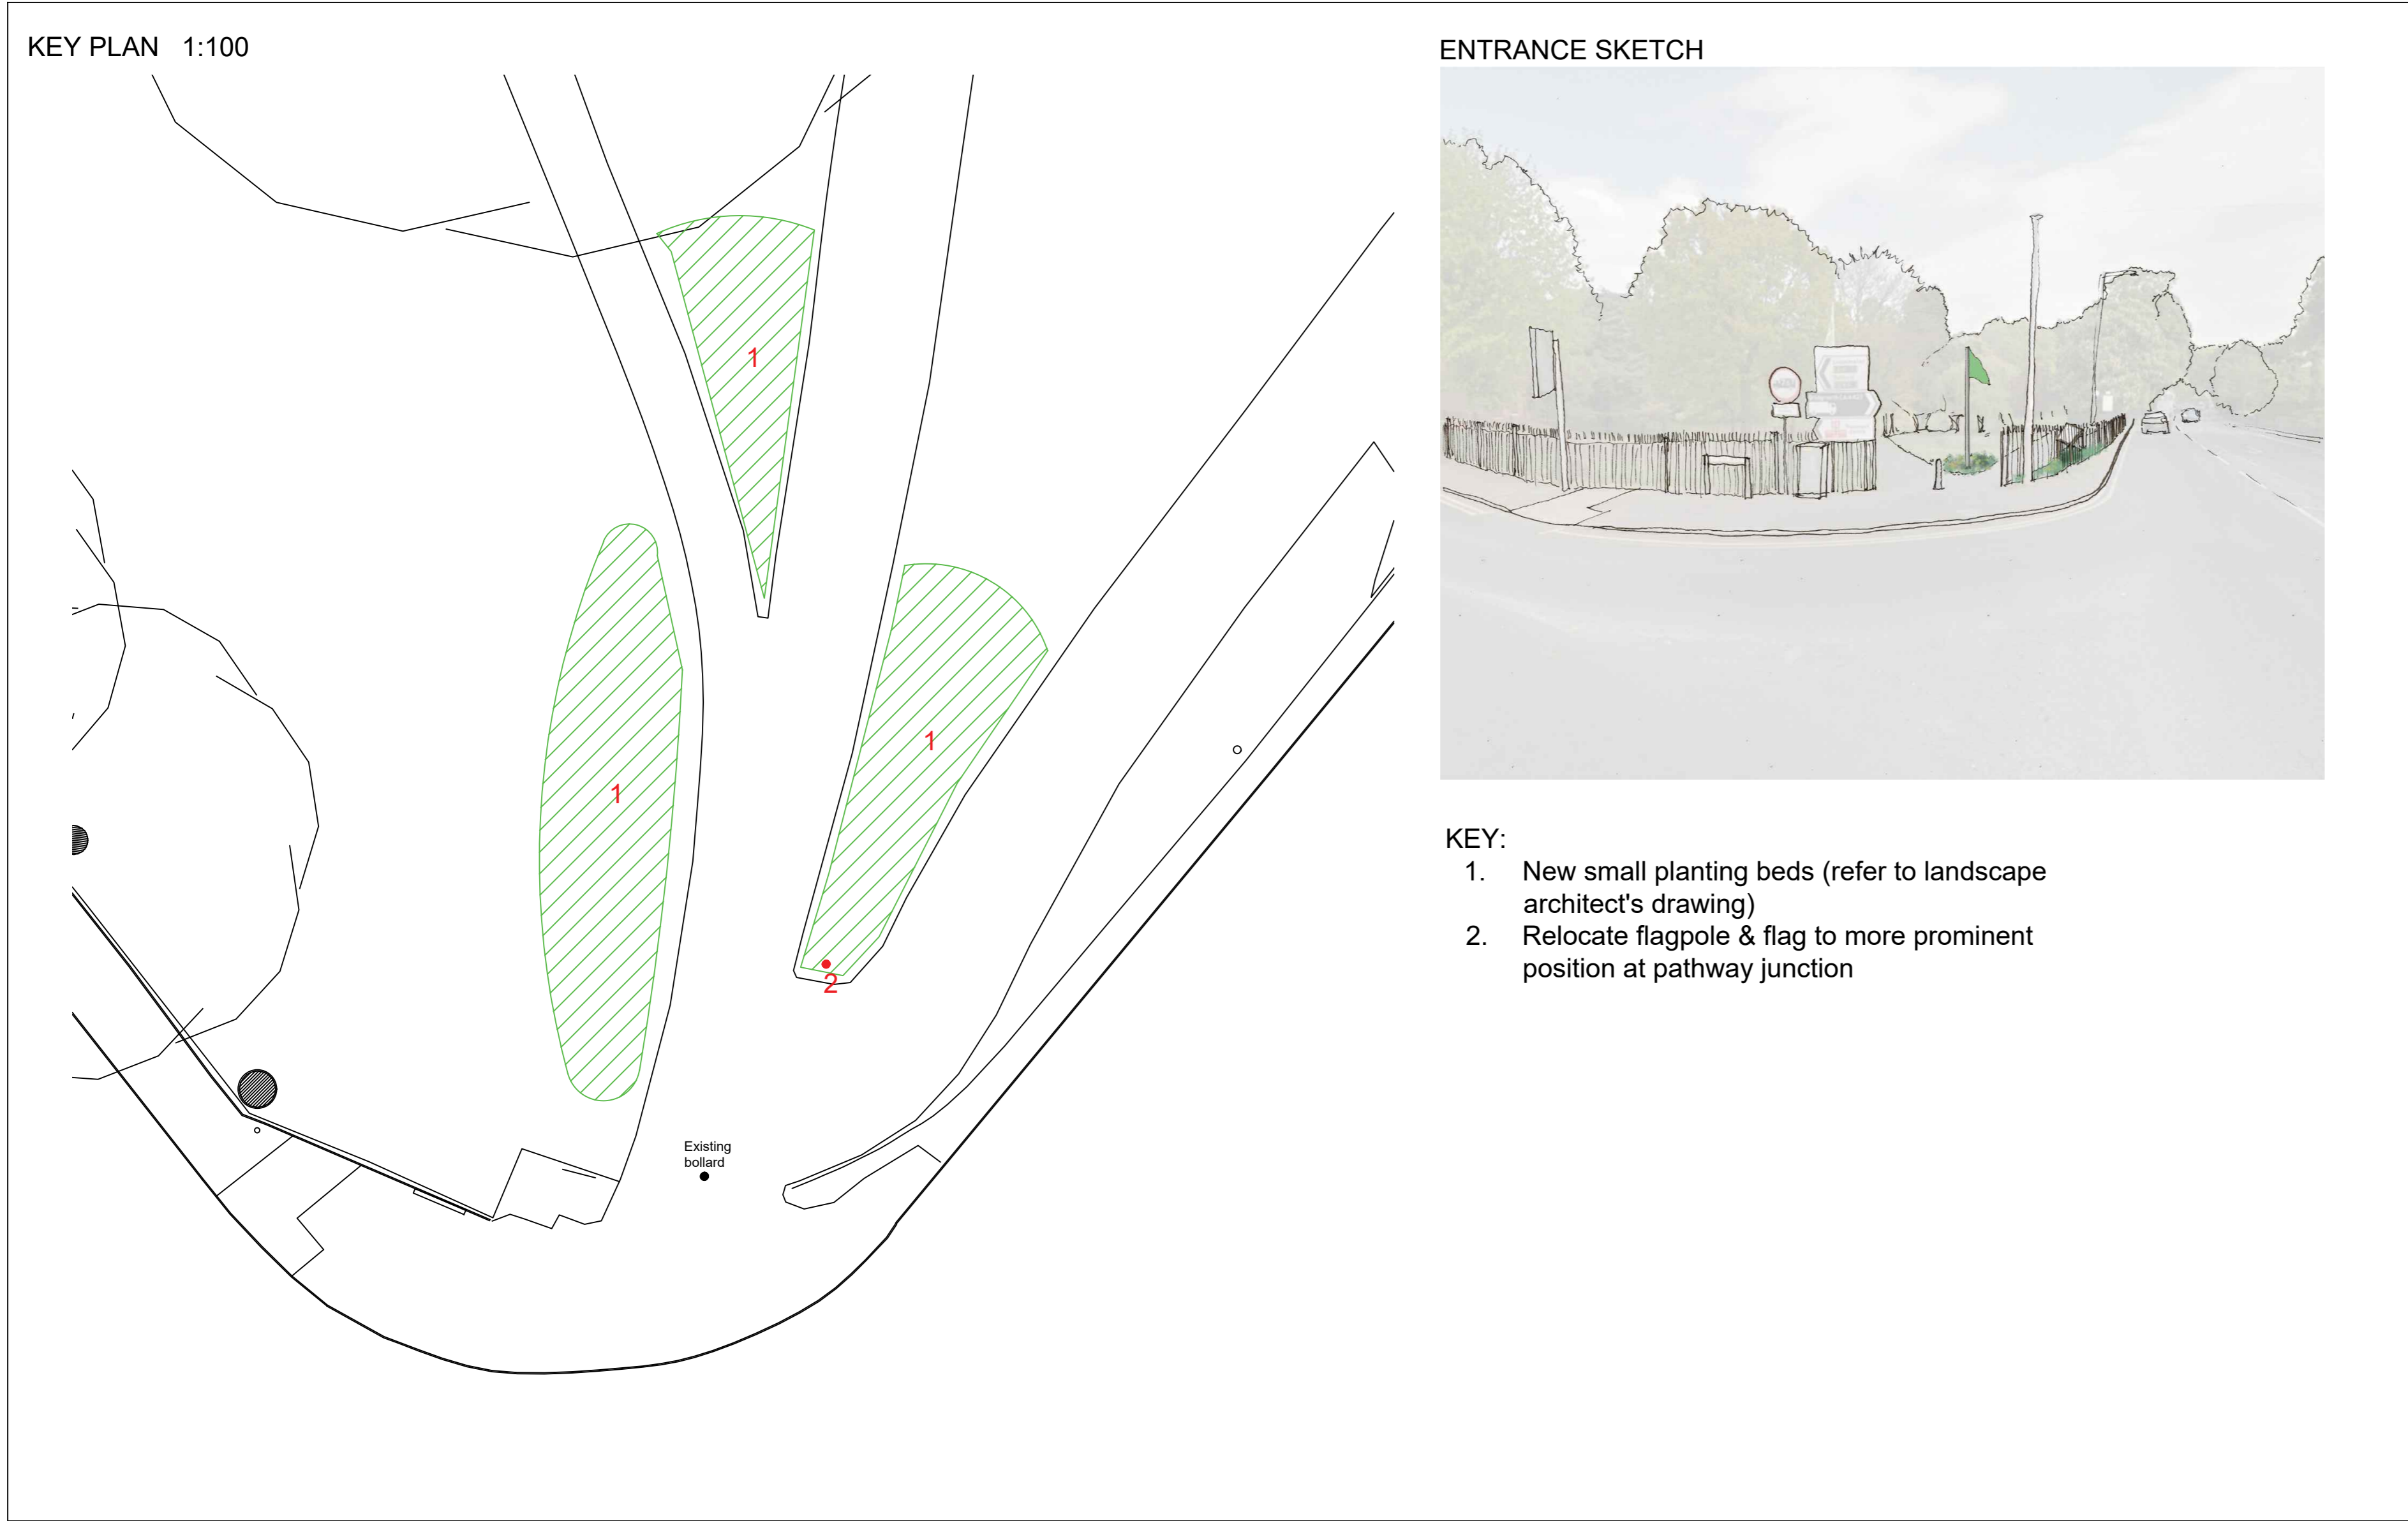 KEY PLAN 1:100
ENTRANCE SKETCH
1
1
1
2
Existing
bollard
KEY:
1. New small planting beds (refer to landscape
architect's drawing)
2. Relocate flagpole & flag to more prominent
position at pathway junction